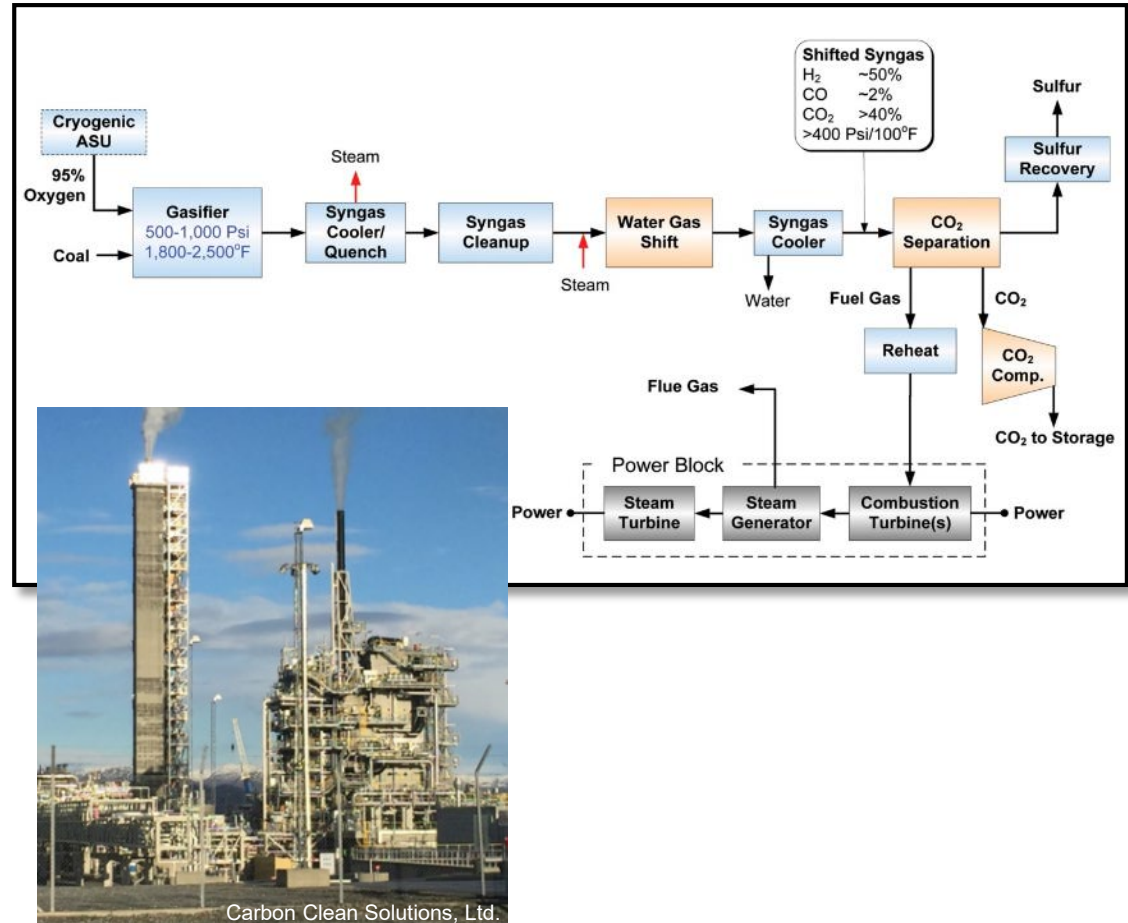 Shifted Syngas
H₂ ~50%
CO ~2%
CO₂ >40%
>400 Psi/100°F
Cryogenic
ASU
95%
Oxygen
Coal
Gasifier
500-1,000 Psi
1,800-2,500°F
Steam
Syngas
Cooler/
Quench
Syngas
Cleanup
Steam
Water Gas
Shift
Syngas
Cooler
Water
CO₂
Separation
Sulfur
Sulfur
Recovery
Fuel Gas
CO₂
Reheat
CO₂
Comp.
CO₂ to Storage
Flue Gas
Power Block
Power
Steam
Turbine
Steam
Generator
Combustion
Turbine(s)
Power
Carbon Clean Solutions, Ltd.